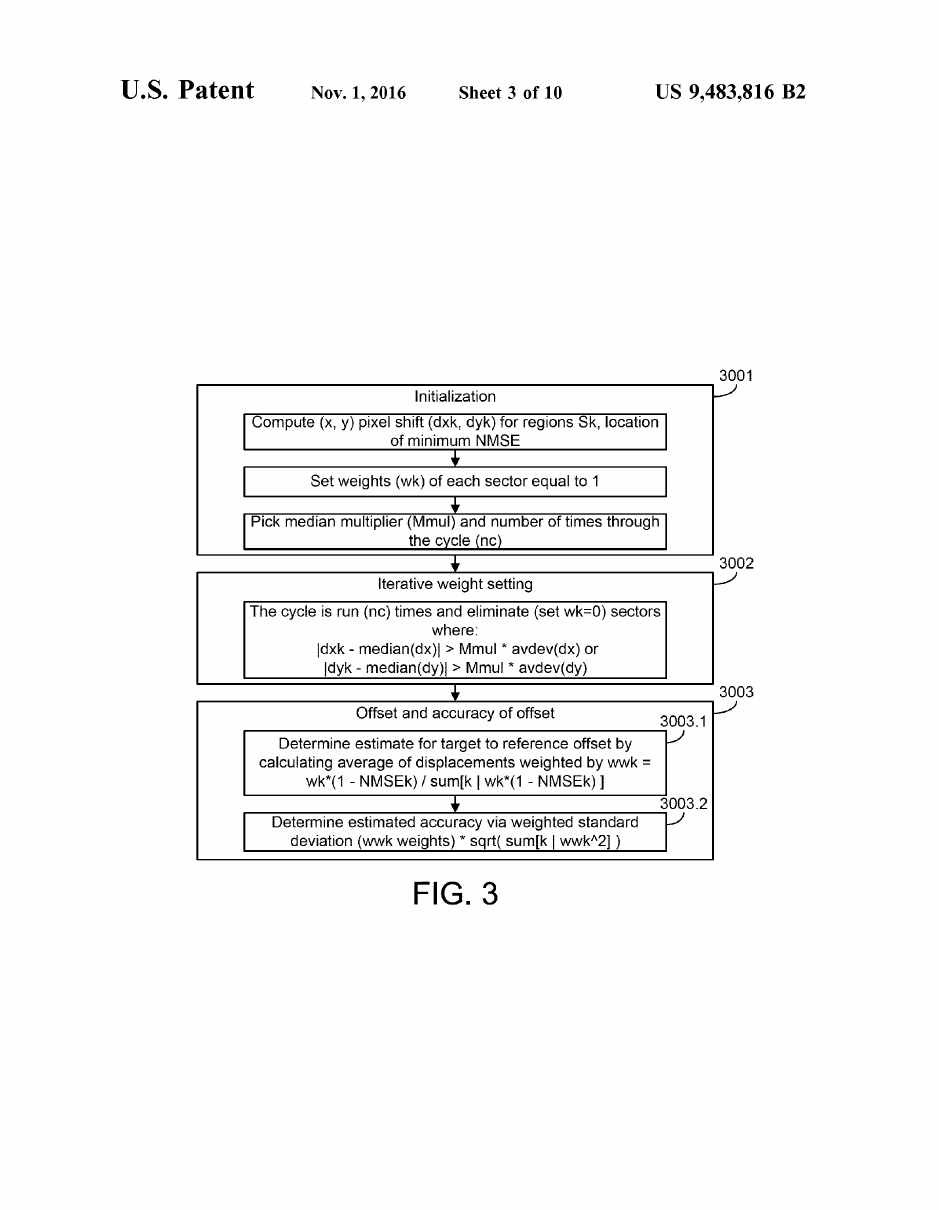 U.S. Patent Nov. 1, 2016 Sheet 3 of 10 US 9,483,816 B2
3001
Initialization
Compute (x, y) pixel shift (dxk, dyk) for regions Sk, location
of minimum NMSE
Set weights (wk) of each sector equal to 1
Pick median multiplier (Mmul) and number of times through
the cycle (nc)
3002
Iterative weight setting
The cycle is run (nc) times and eliminate (set wk=0) sectors
where:
|dxk - median(dx)| > Mmul * avdev(dx) or
|dyk - median(dy)| > Mmul * avdev(dy)
3003
Offset and accuracy of offset
3003.1
Determine estimate for target to reference offset by
calculating average of displacements weighted by wwk =
wk*(1 - NMSEk) / sum[k | wk*(1 - NMSEk) ]
3003.2
Determine estimated accuracy via weighted standard
deviation (wwk weights) * sqrt( sum[k | wwk^2] )
FIG. 3